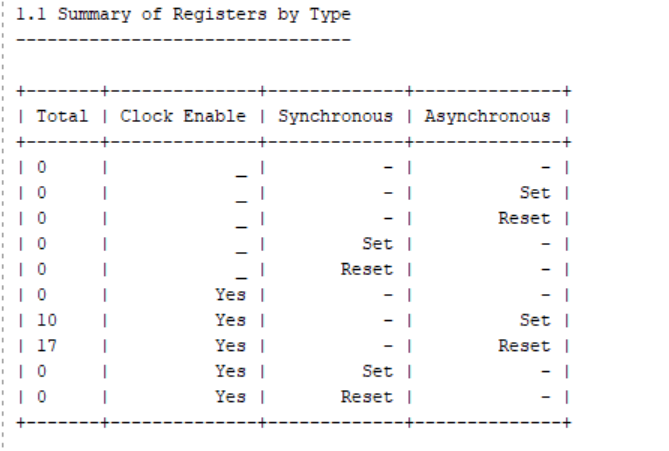 1.1 Summary of Registers by Type
--------------------------------
+-------+--------------+-------------+--------------+
| Total | Clock Enable | Synchronous | Asynchronous |
+-------+--------------+-------------+--------------+
| 0     |            _ |           - |            - |
| 0     |            _ |           - |          Set |
| 0     |            _ |           - |        Reset |
| 0     |            _ |         Set |            - |
| 0     |            _ |       Reset |            - |
| 0     |          Yes |           - |            - |
| 10    |          Yes |           - |          Set |
| 17    |          Yes |           - |        Reset |
| 0     |          Yes |         Set |            - |
| 0     |          Yes |       Reset |            - |
+-------+--------------+-------------+--------------+